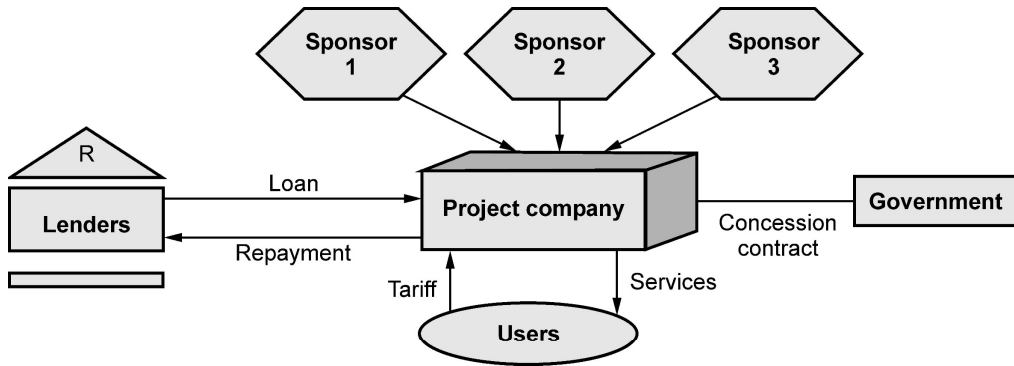 Sponsor
1
Sponsor
2
Sponsor
3
R
Lenders
Loan
Repayment
Project company
Concession
contract
Government
Tariff
Services
Users